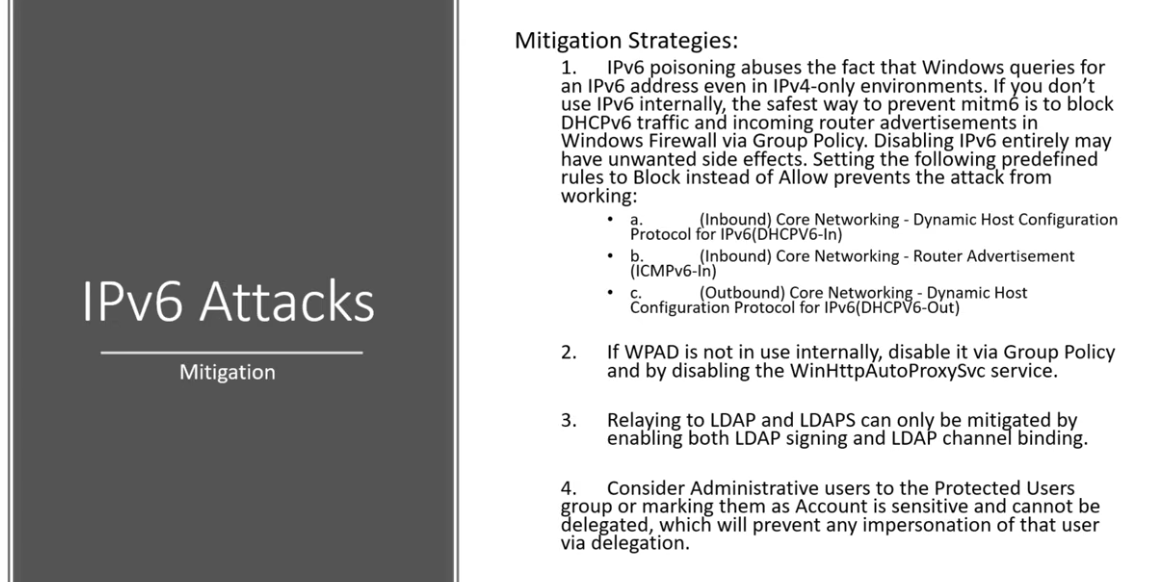 IPv6 Attacks
Mitigation
Mitigation Strategies:
1. IPv6 poisoning abuses the fact that Windows queries for
an IPv6 address even in IPv4-only environments. If you don't
use IPv6 internally, the safest way to prevent mitm6 is to block
DHCPv6 traffic and incoming router advertisements in
Windows Firewall via Group Policy. Disabling IPv6 entirely may
have unwanted side effects. Setting the following predefined
rules to Block instead of Allow prevents the attack from
working:
• a. (Inbound) Core Networking - Dynamic Host Configuration
Protocol for IPv6(DHCPV6-In)
• b. (Inbound) Core Networking - Router Advertisement
(ICMPv6-In)
• c. (Outbound) Core Networking - Dynamic Host
Configuration Protocol for IPv6(DHCPV6-Out)
2. If WPAD is not in use internally, disable it via Group Policy
and by disabling the WinHttpAutoProxySvc service.
3. Relaying to LDAP and LDAPS can only be mitigated by
enabling both LDAP signing and LDAP channel binding.
4. Consider Administrative users to the Protected Users
group or marking them as Account is sensitive and cannot be
delegated, which will prevent any impersonation of that user
via delegation.